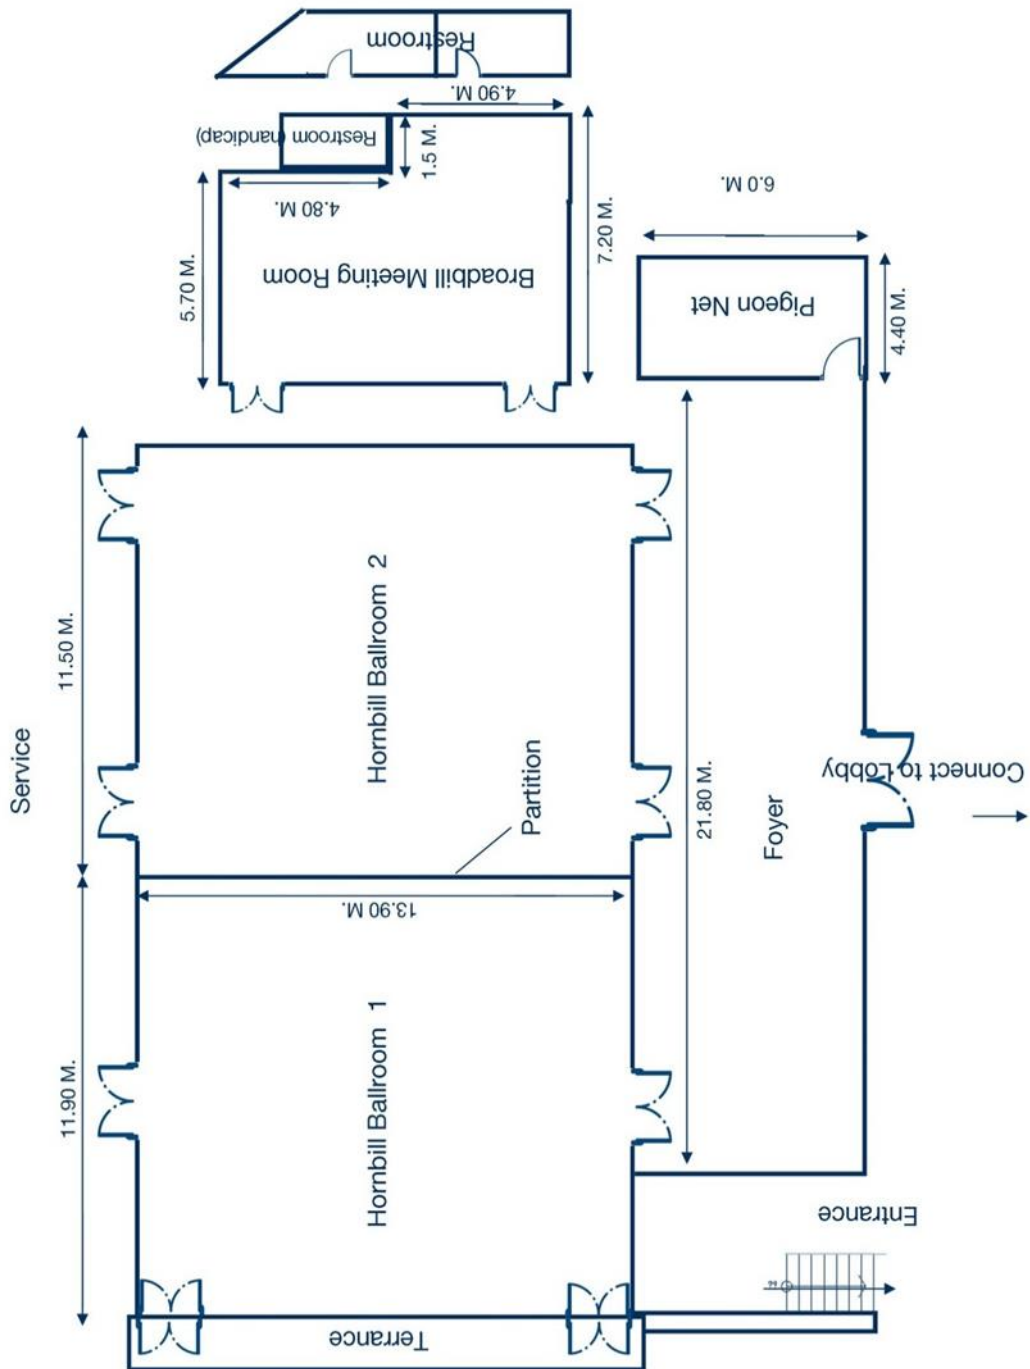 Restroom
4.90 M.
Restroom (handicap)
1.5 M.
4.80 M.
6.0 M.
5.70 M.
Broadbill Meeting Room
7.20 M.
Pigeon Net
4.40 M.
11.50 M.
Hornbill Ballroom 2
Service
Partition
21.80 M.
Foyer
Connect to Lobby
13.90 M.
11.90 M.
Hornbill Ballroom 1
Entrance
Terrance